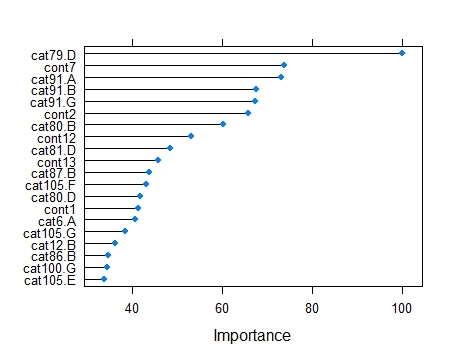 cat79.D
cont7
cat91.A
cat91.B
cat91.G
cont2
cat80.B
cont12
cat81.D
cont13
cat87.B
cat105.F
cat80.D
cont1
cat6.A
cat105.G
cat12.B
cat86.B
cat100.G
cat105.E
40 60 80 100
Importance